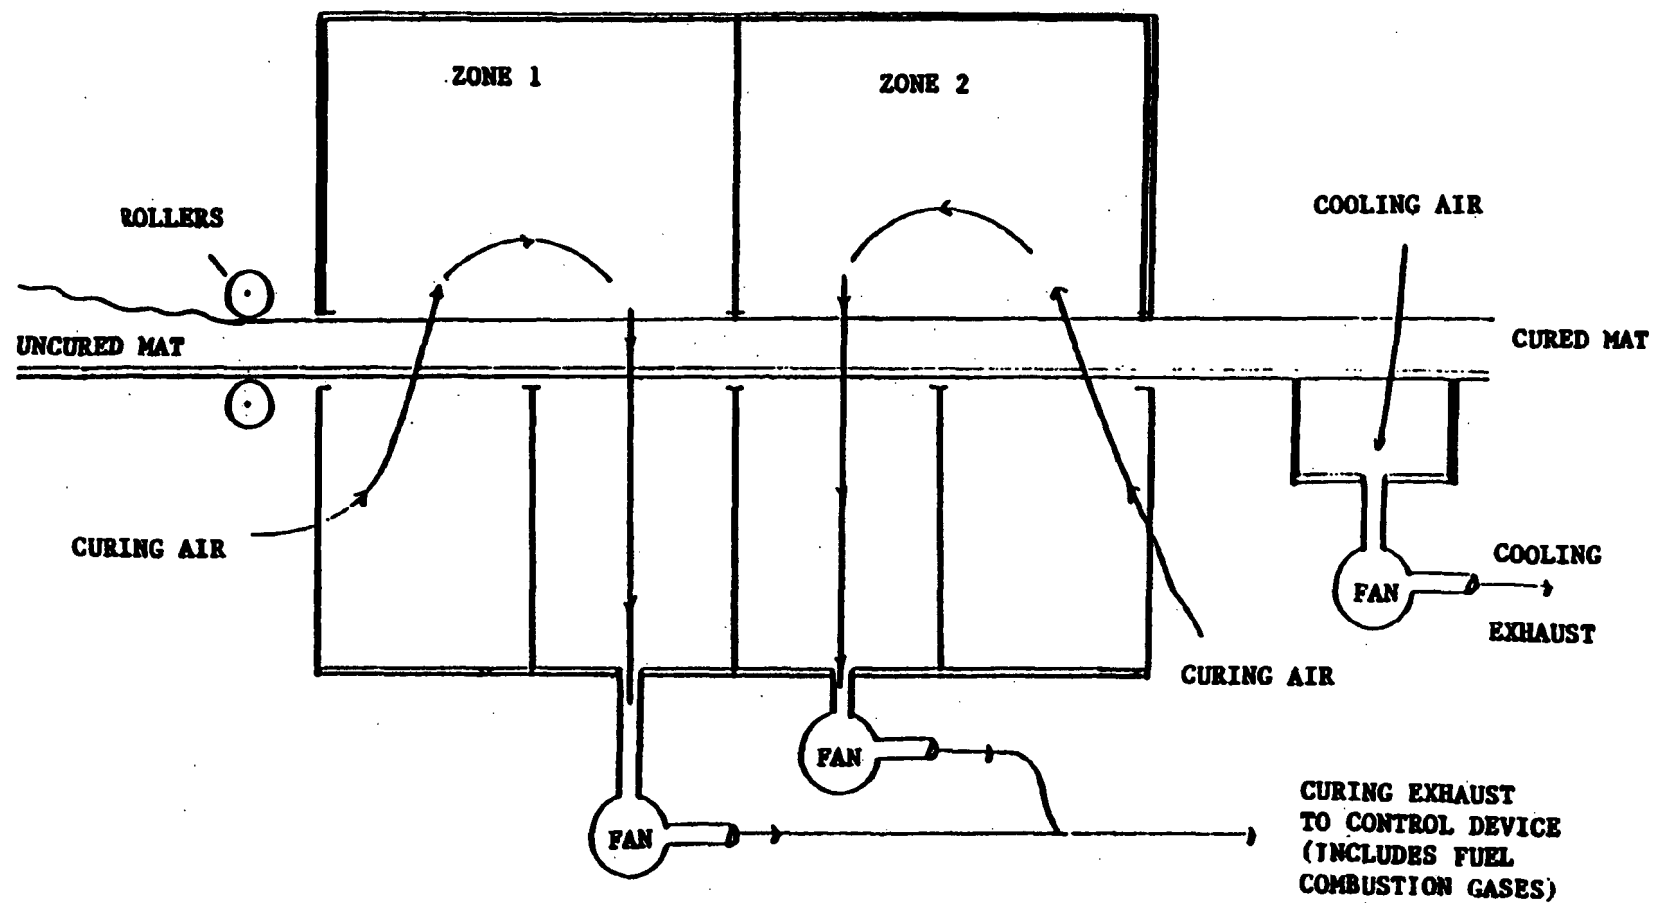 ZONE 1
ZONE 2
ROLLERS
COOLING AIR
UNCURED MAT
CURED MAT
CURING AIR
COOLING
FAN
EXHAUST
CURING AIR
FAN
FAN
CURING EXHAUST
TO CONTROL DEVICE
(INCLUDES FUEL
COMBUSTION GASES)